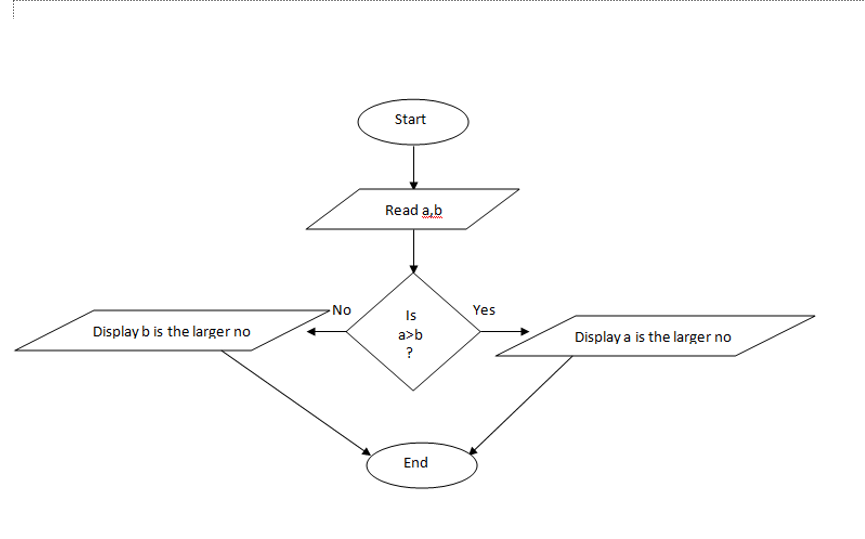 Start
Read a,b
No
Yes
Is
a>b
?
Display b is the larger no
Display a is the larger no
End